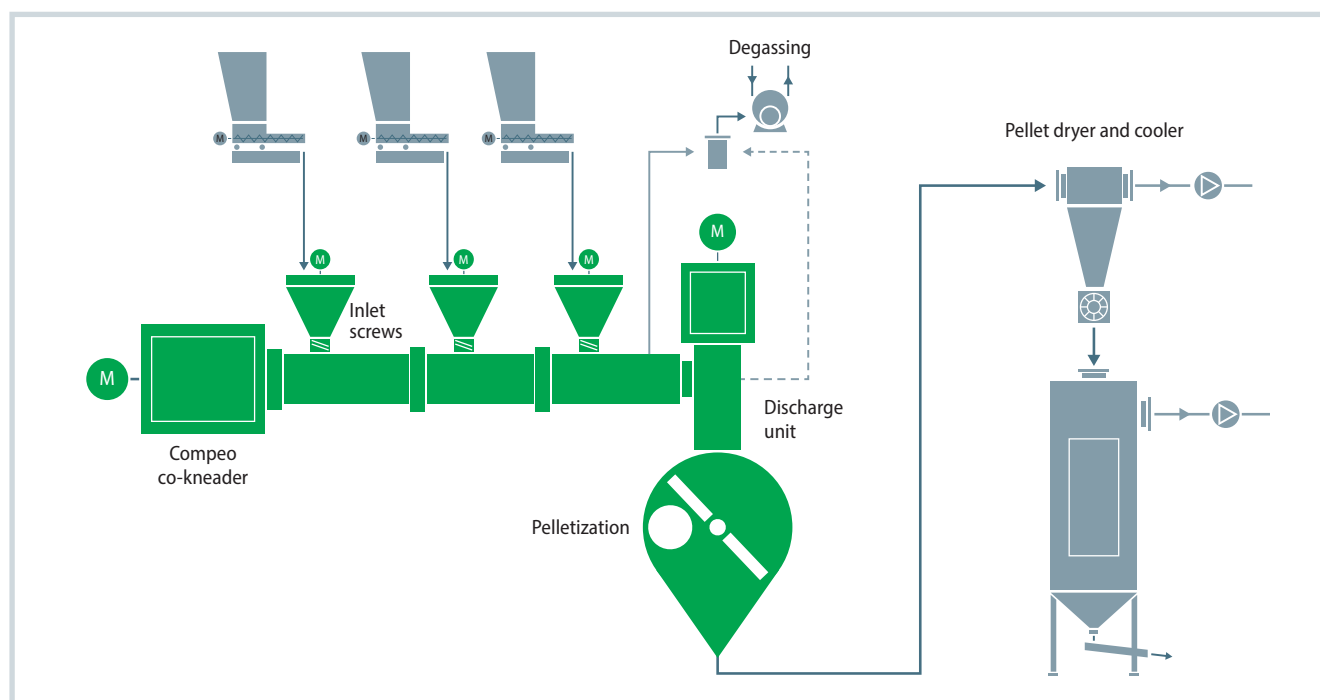 Degassing
Pellet dryer and cooler
M
M
M
M
M
M
M
Inlet
screws
M
Discharge
unit
Compeo
co-kneader
Pelletization